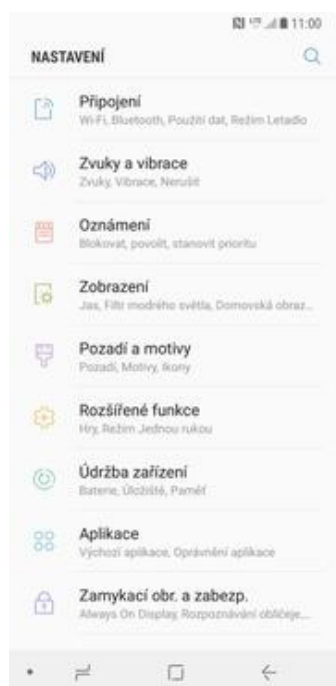 11:00
NASTAVENÍ
Připojení
Wi-Fi, Bluetooth, Použití dat, Režim Letadlo
Zvuky a vibrace
Zvuky, Vibrace, Nerušit
Oznámení
Blokovat, povolit, stanovit prioritu
Zobrazení
Jas, Filtr modrého světla, Domovská obraz...
Pozadí a motivy
Pozadí, Motivy, Ikony
Rozšířené funkce
Hry, Režim Jednou rukou
Údržba zařízení
Baterie, Úložiště, Paměť
Aplikace
Výchozí aplikace, Oprávnění aplikace
Zamykací obr. a zabezp.
Always On Display, Rozpoznávání obličeje,...